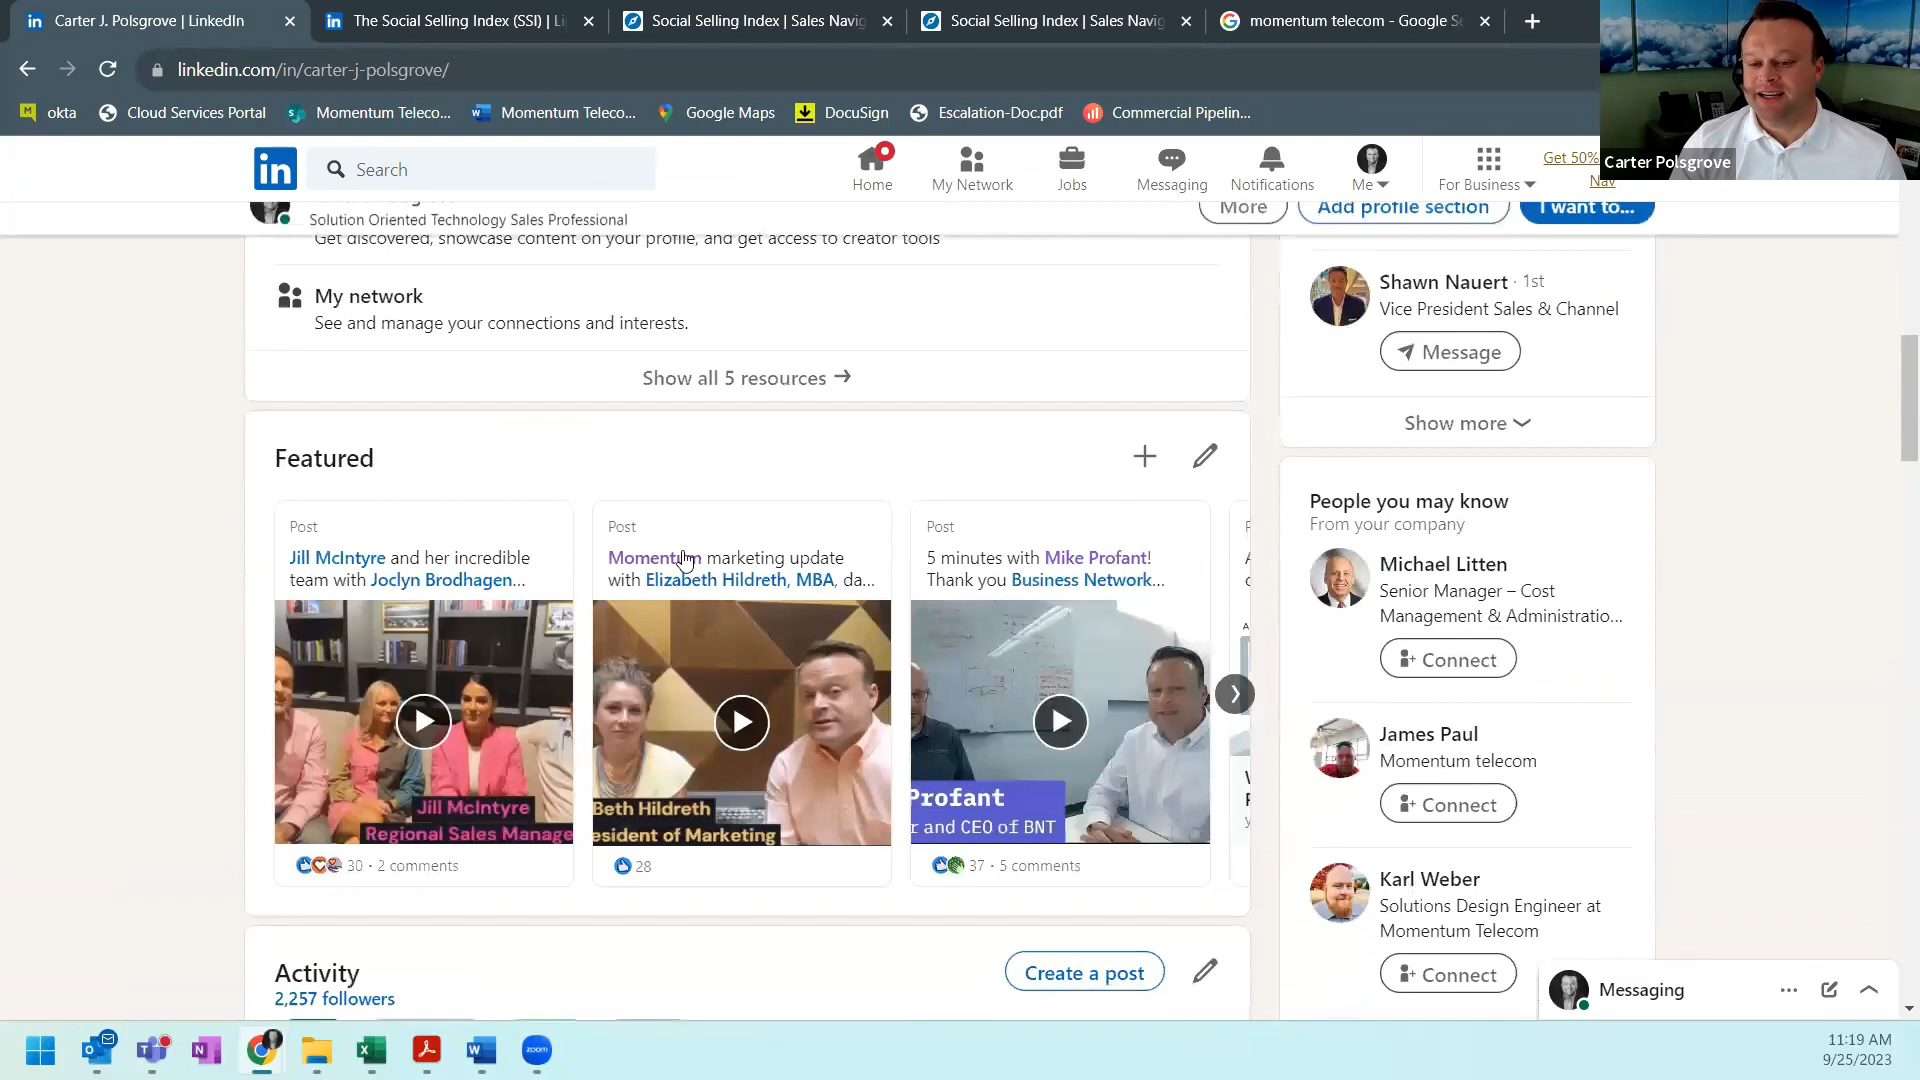 Carter J. Polsgrove | LinkedIn
The Social Selling Index (SSI) | Li
Social Selling Index | Sales Navig
Social Selling Index | Sales Navig
momentum telecom - Google Se
linkedin.com/in/carter-j-polsgrove/
okta
Cloud Services Portal
Momentum Teleco...
Momentum Teleco...
Google Maps
DocuSign
Escalation-Doc.pdf
Commercial Pipelin...
Carter Polsgrove
in
Search
Home
My Network
Jobs
Messaging
Notifications
Me
For Business
Get 50%
Nav
Solution Oriented Technology Sales Professional
More
Add profile section
I want to...
Get discovered, showcase content on your profile, and get access to creator tools
My network
See and manage your connections and interests.
Show all 5 resources →
Featured
Post
Jill McIntyre and her incredible
team with Joclyn Brodhagen...
Jill McIntyre
Regional Sales Manage
30 · 2 comments
Post
Momentum marketing update
with Elizabeth Hildreth, MBA, da...
Beth Hildreth
esident of Marketing
28
Post
5 minutes with Mike Profant!
Thank you Business Network...
Profant
r and CEO of BNT
37 · 5 comments
Activity
2,257 followers
Create a post
Shawn Nauert · 1st
Vice President Sales & Channel
Message
Show more
People you may know
From your company
Michael Litten
Senior Manager – Cost
Management & Administratio...
Connect
James Paul
Momentum telecom
Connect
Karl Weber
Solutions Design Engineer at
Momentum Telecom
Connect
Messaging
zoom
11:19 AM
9/25/2023